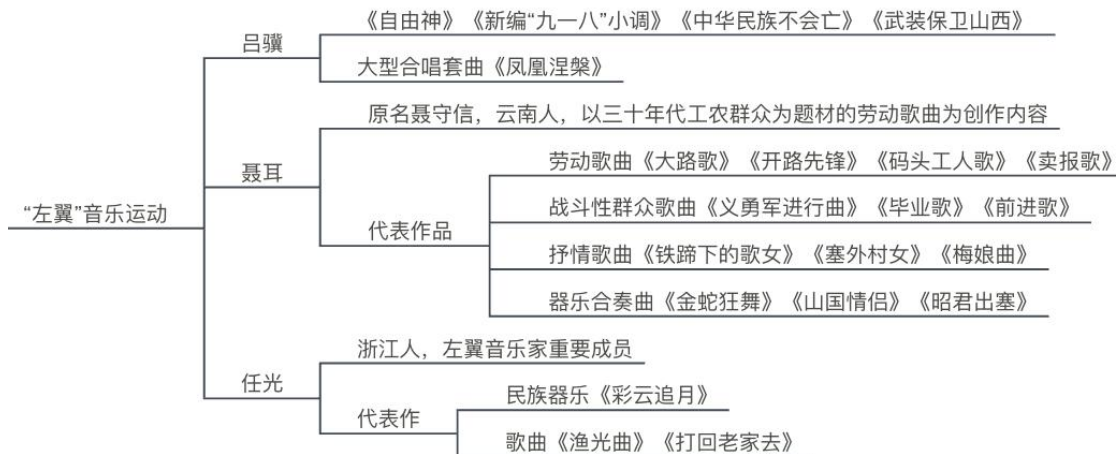 “左翼”音乐运动
吕骥
《自由神》《新编“九一八”小调》《中华民族不会亡》《武装保卫山西》
大型合唱套曲《凤凰涅槃》
聂耳
原名聂守信，云南人，以三十年代工农群众为题材的劳动歌曲为创作内容
代表作品
劳动歌曲《大路歌》《开路先锋》《码头工人歌》《卖报歌》
战斗性群众歌曲《义勇军进行曲》《毕业歌》《前进歌》
抒情歌曲《铁蹄下的歌女》《塞外村女》《梅娘曲》
器乐合奏曲《金蛇狂舞》《山国情侣》《昭君出塞》
任光
浙江人，左翼音乐家重要成员
代表作
民族器乐《彩云追月》
歌曲《渔光曲》《打回老家去》